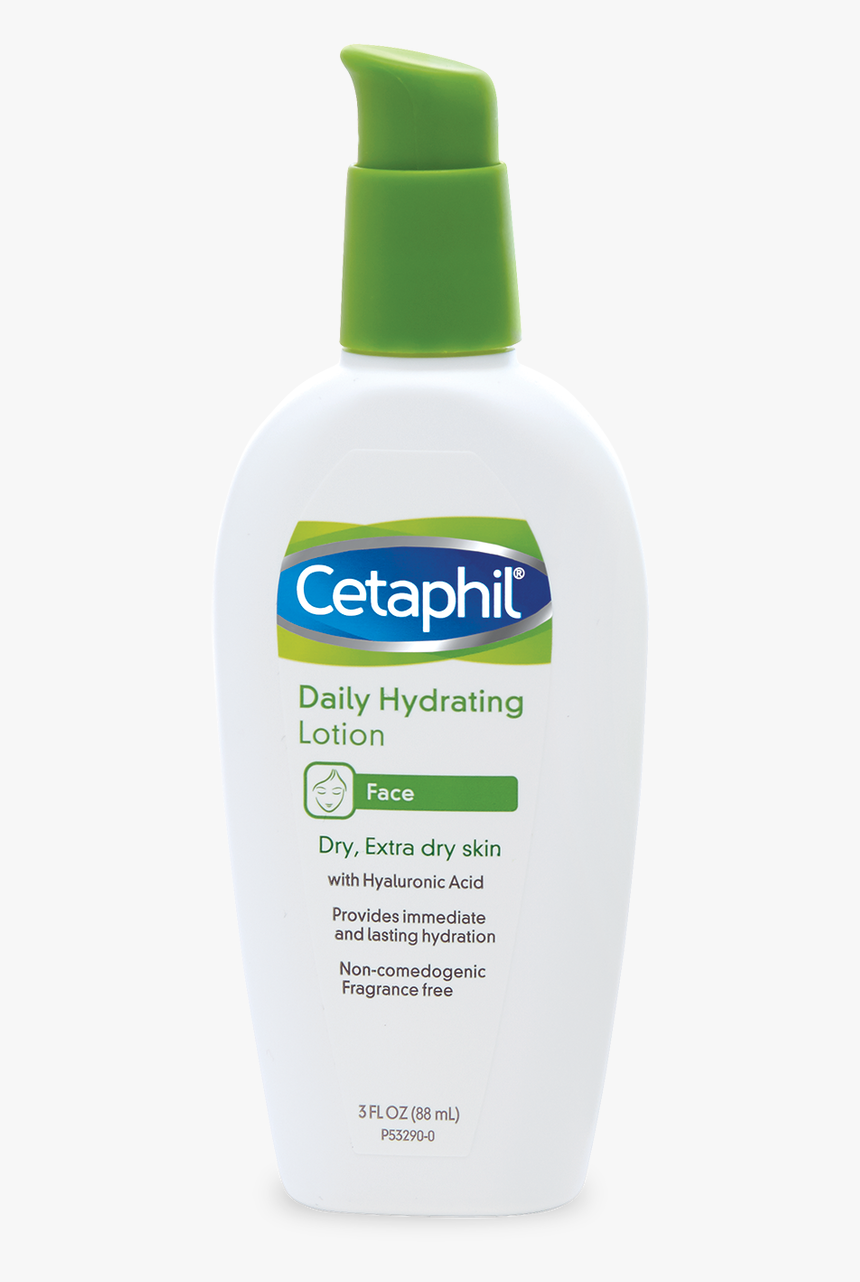 Cetaphil®
Daily Hydrating
Lotion
Face
Dry, Extra dry skin
with Hyaluronic Acid
Provides immediate
and lasting hydration
Non-comedogenic
Fragrance free
3 FL OZ (88 mL)
P53290-0